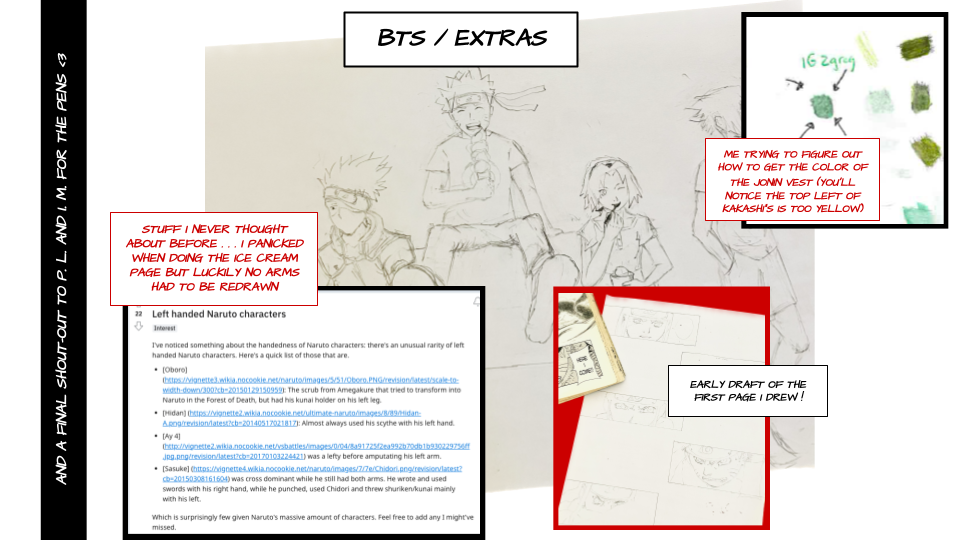 BTS / EXTRAS
AND A FINAL SHOUT-OUT TO P. L. AND I. M. FOR THE PENS <3
IG 2grey
ME TRYING TO FIGURE OUT
HOW TO GET THE COLOR OF
THE JONIN VEST (YOU'LL
NOTICE THE TOP LEFT OF
KAKASHI'S IS TOO YELLOW)
STUFF I NEVER THOUGHT
ABOUT BEFORE . . . I PANICKED
WHEN DOING THE ICE CREAM
PAGE BUT LUCKILY NO ARMS
HAD TO BE REDRAWN
22
Left handed Naruto characters
Interest
I've noticed something about the handedness of Naruto characters: there's an unusual rarity of left
handed Naruto characters. Here's a quick list of those that are.
• [Oboro]
(https://vignette3.wikia.nocookie.net/naruto/images/5/51/Oboro.PNG/revision/latest/scale-to-
width-down/300?cb=20150129150959): The scrub from Amegakure that tried to transform into
Naruto in the Forest of Death, but had his kunai holder on his left leg.
• [Hidan] (https://vignette2.wikia.nocookie.net/ultimate-naruto/images/8/89/Hidan-
A.png/revision/latest?cb=20140517021817): Almost always used his scythe with his left hand.
• [Ay 4]
(http://vignette2.wikia.nocookie.net/vsbattles/images/0/04/8a91725f2ea992b70db1b930229756ff
.jpg.png/revision/latest?cb=20170103224421) was a lefty before amputating his left arm.
• [Sasuke] (https://vignette4.wikia.nocookie.net/naruto/images/7/7e/Chidori.png/revision/latest?
cb=20150308161604) was cross dominant while he still had both arms. He wrote and used
swords with his right hand, while he punched, used Chidori and threw shuriken/kunai mainly
with his left.
Which is surprisingly few given Naruto's massive amount of characters. Feel free to add any I might've
missed.
EARLY DRAFT OF THE
FIRST PAGE I DREW !